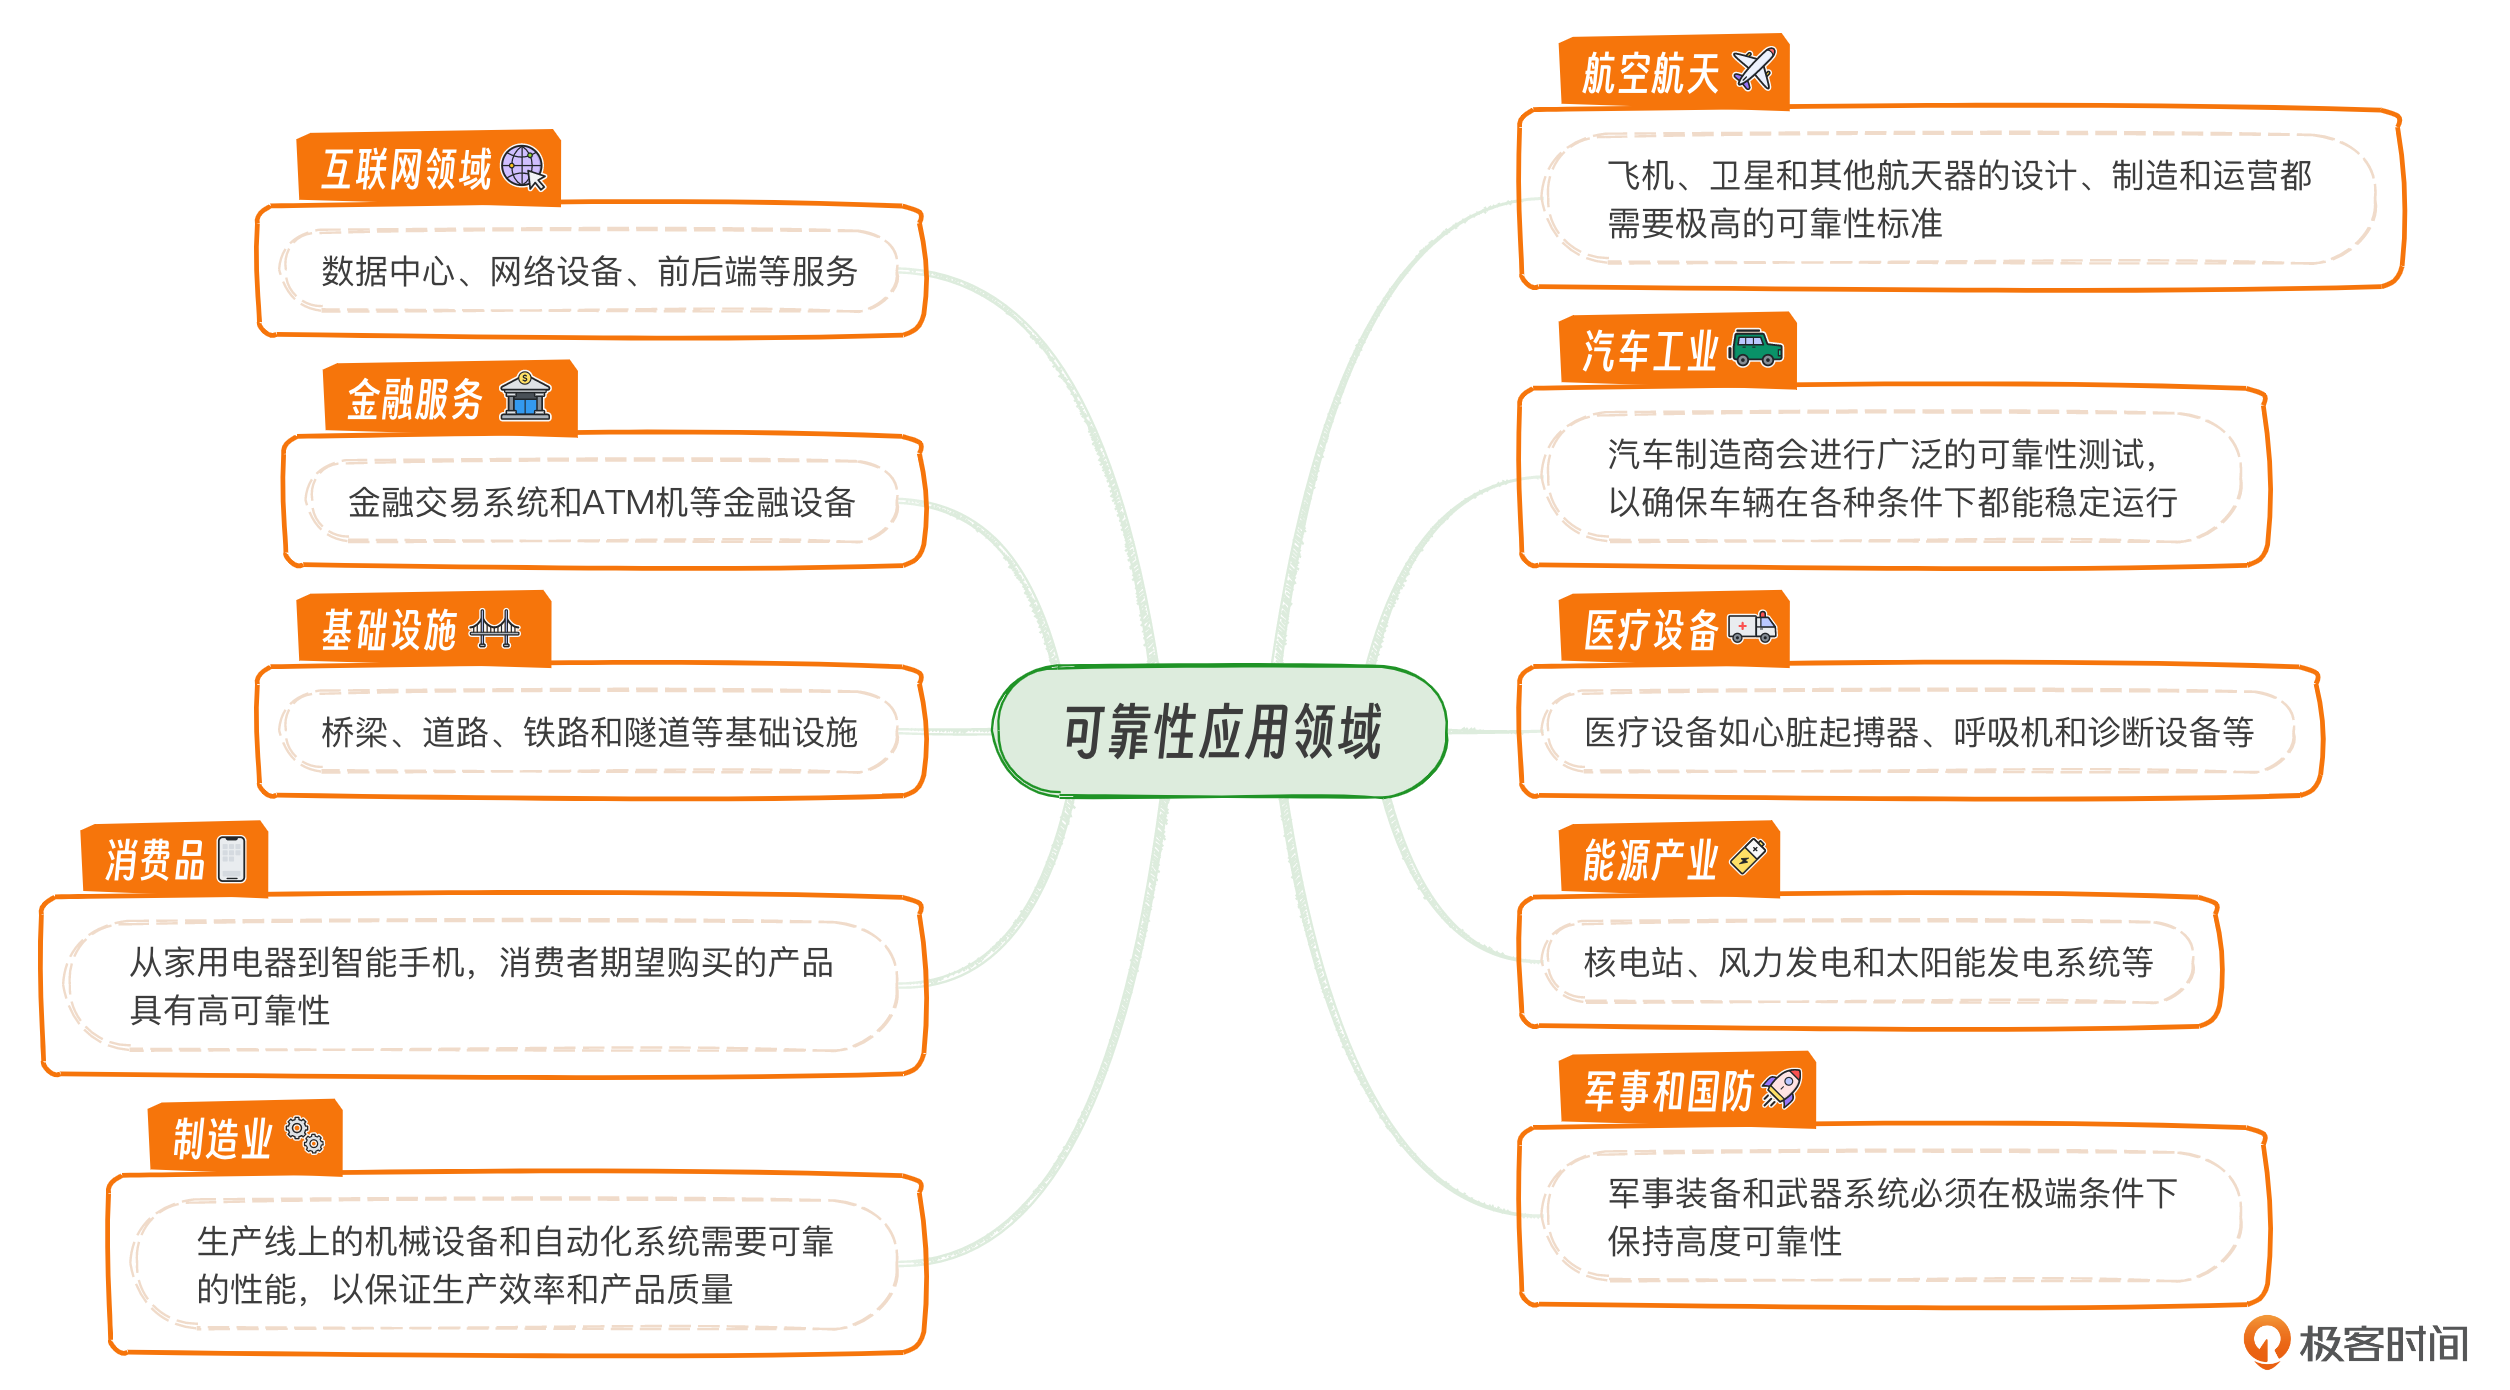 可靠性应用领域
航空航天
飞机、卫星和其他航天器的设计、制造和运营都
需要极高的可靠性标准
汽车工业
汽车制造商会进行广泛的可靠性测试，
以确保车辆在各种条件下都能稳定运行
医疗设备
医疗设备如心脏起搏器、呼吸机和诊断设备等
能源产业
核电站、风力发电和太阳能发电系统等
军事和国防
军事装备和武器系统必须在极端条件下
保持高度可靠性
互联网领域
数据中心、网络设备、前后端等服务
金融服务
金融交易系统和ATM机等金融设备
基础设施
桥梁、道路、铁路和隧道等基础设施
消费品
从家用电器到智能手机，消费者期望购买的产品
具有高可靠性
制造业
生产线上的机械设备和自动化系统需要可靠
的性能，以保证生产效率和产品质量
极客时间